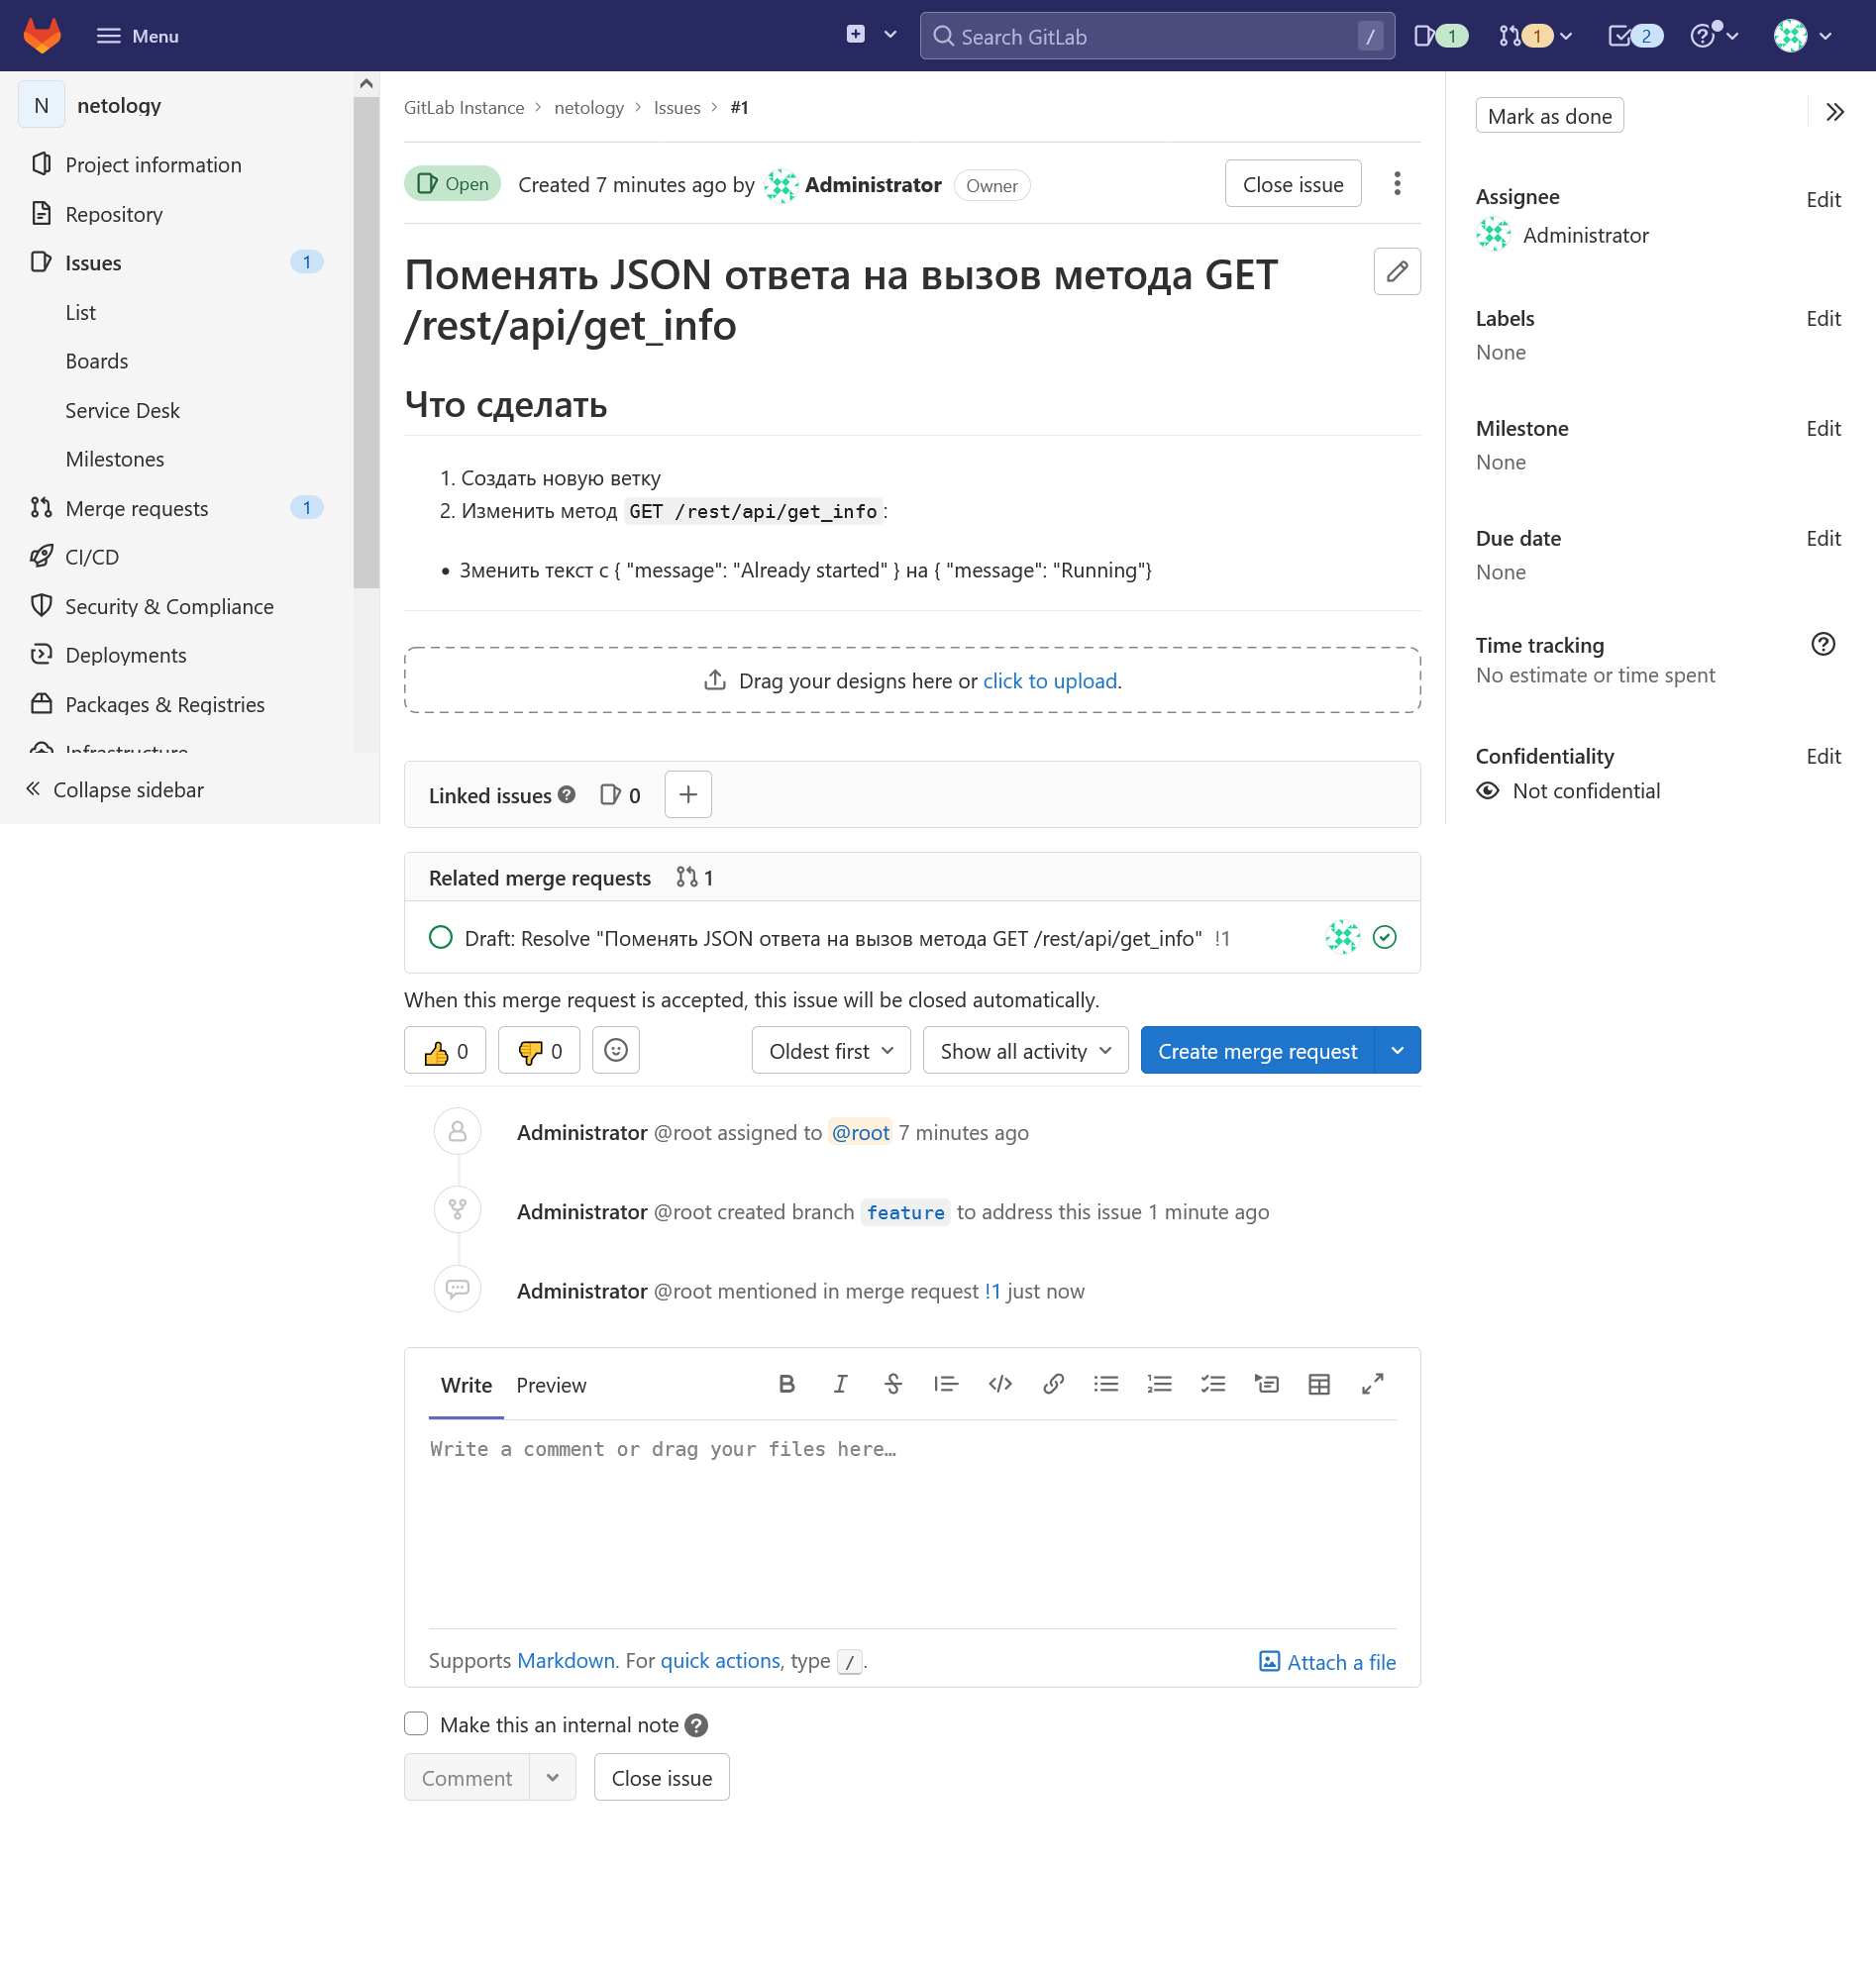 Menu
Search GitLab
/
1
1
2
N
netology
Project information
Repository
Issues
1
List
Boards
Service Desk
Milestones
Merge requests
1
CI/CD
Security & Compliance
Deployments
Packages & Registries
Infrastructure
Collapse sidebar
GitLab Instance
netology
Issues
#1
Open
Created 7 minutes ago by Administrator
Owner
Close issue
Поменять JSON ответа на вызов метода GET
/rest/api/get_info
Что сделать
1. Создать новую ветку
2. Изменить метод GET /rest/api/get_info:
• Зменить текст с { "message": "Already started" } на { "message": "Running"}
Drag your designs here or click to upload.
Linked issues
0
Related merge requests
1
Draft: Resolve "Поменять JSON ответа на вызов метода GET /rest/api/get_info" !1
When this merge request is accepted, this issue will be closed automatically.
0
0
Oldest first
Show all activity
Create merge request
Administrator @root assigned to @root 7 minutes ago
Administrator @root created branch feature to address this issue 1 minute ago
Administrator @root mentioned in merge request !1 just now
Write
Preview
Write a comment or drag your files here…
Supports Markdown. For quick actions, type /.
Attach a file
Make this an internal note
Comment
Close issue
Mark as done
Assignee
Edit
Administrator
Labels
Edit
None
Milestone
Edit
None
Due date
Edit
None
Time tracking
No estimate or time spent
Confidentiality
Edit
Not confidential